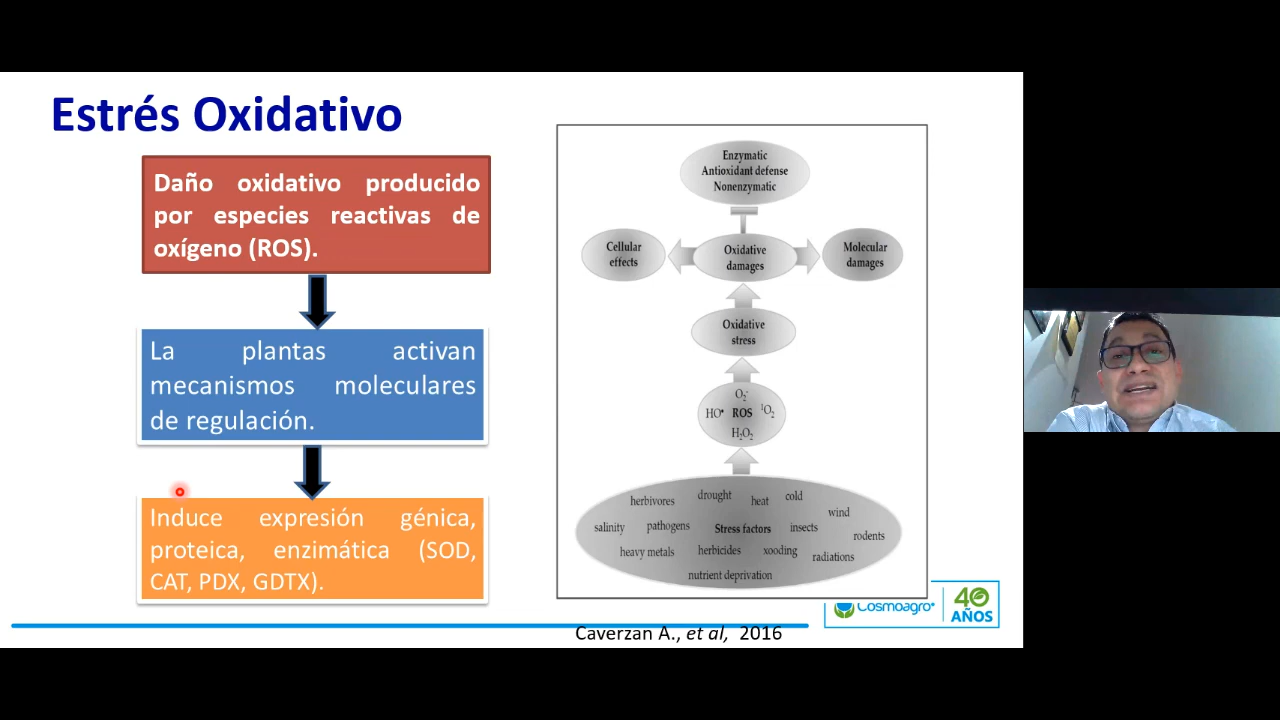 Estrés Oxidativo
Daño oxidativo producido
por especies reactivas de
oxígeno (ROS).
La plantas activan
mecanismos moleculares
de regulación.
Induce expresión génica,
proteica, enzimática (SOD,
CAT, PDX, GDTX).
Enzymatic
Antioxidant defense
Nonenzymatic
Cellular
effects
Oxidative
damages
Molecular
damages
Oxidative
stress
O₂⁻
HO• ROS ¹O₂
H₂O₂
herbivores drought heat cold
wind
salinity pathogens Stress factors insects
rodents
heavy metals herbicides xooding radiations
nutrient deprivation
Cosmoagro 40
AÑOS
Caverzan A., et al, 2016